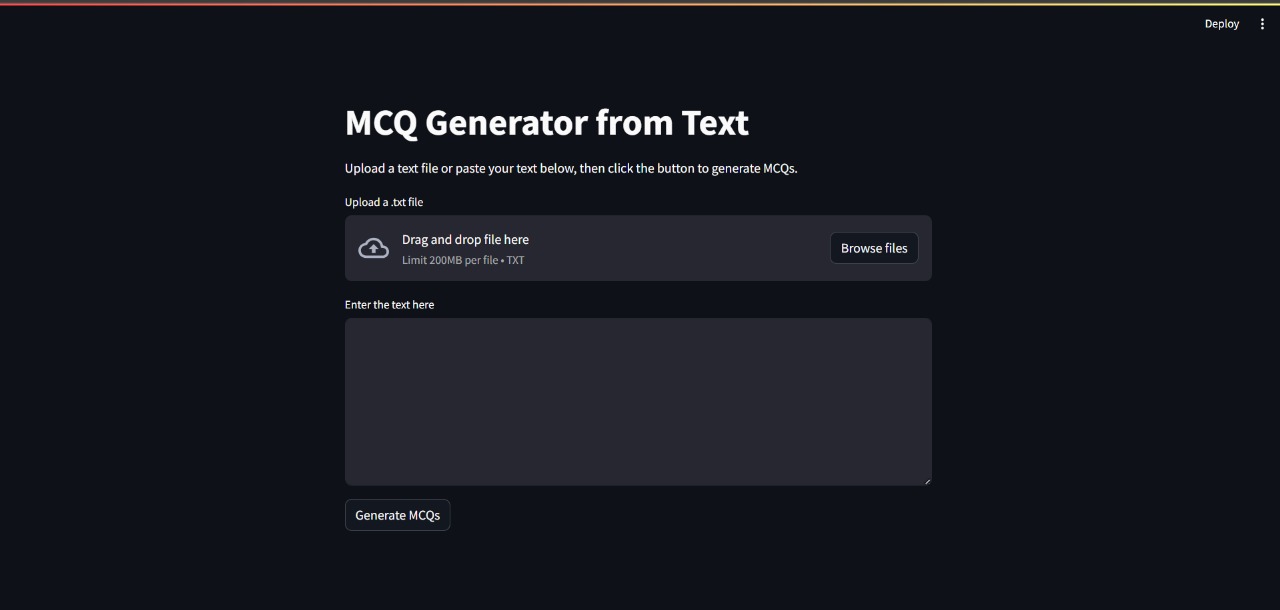 Deploy
MCQ Generator from Text
Upload a text file or paste your text below, then click the button to generate MCQs.
Upload a .txt file
Drag and drop file here
Limit 200MB per file • TXT
Browse files
Enter the text here
Generate MCQs